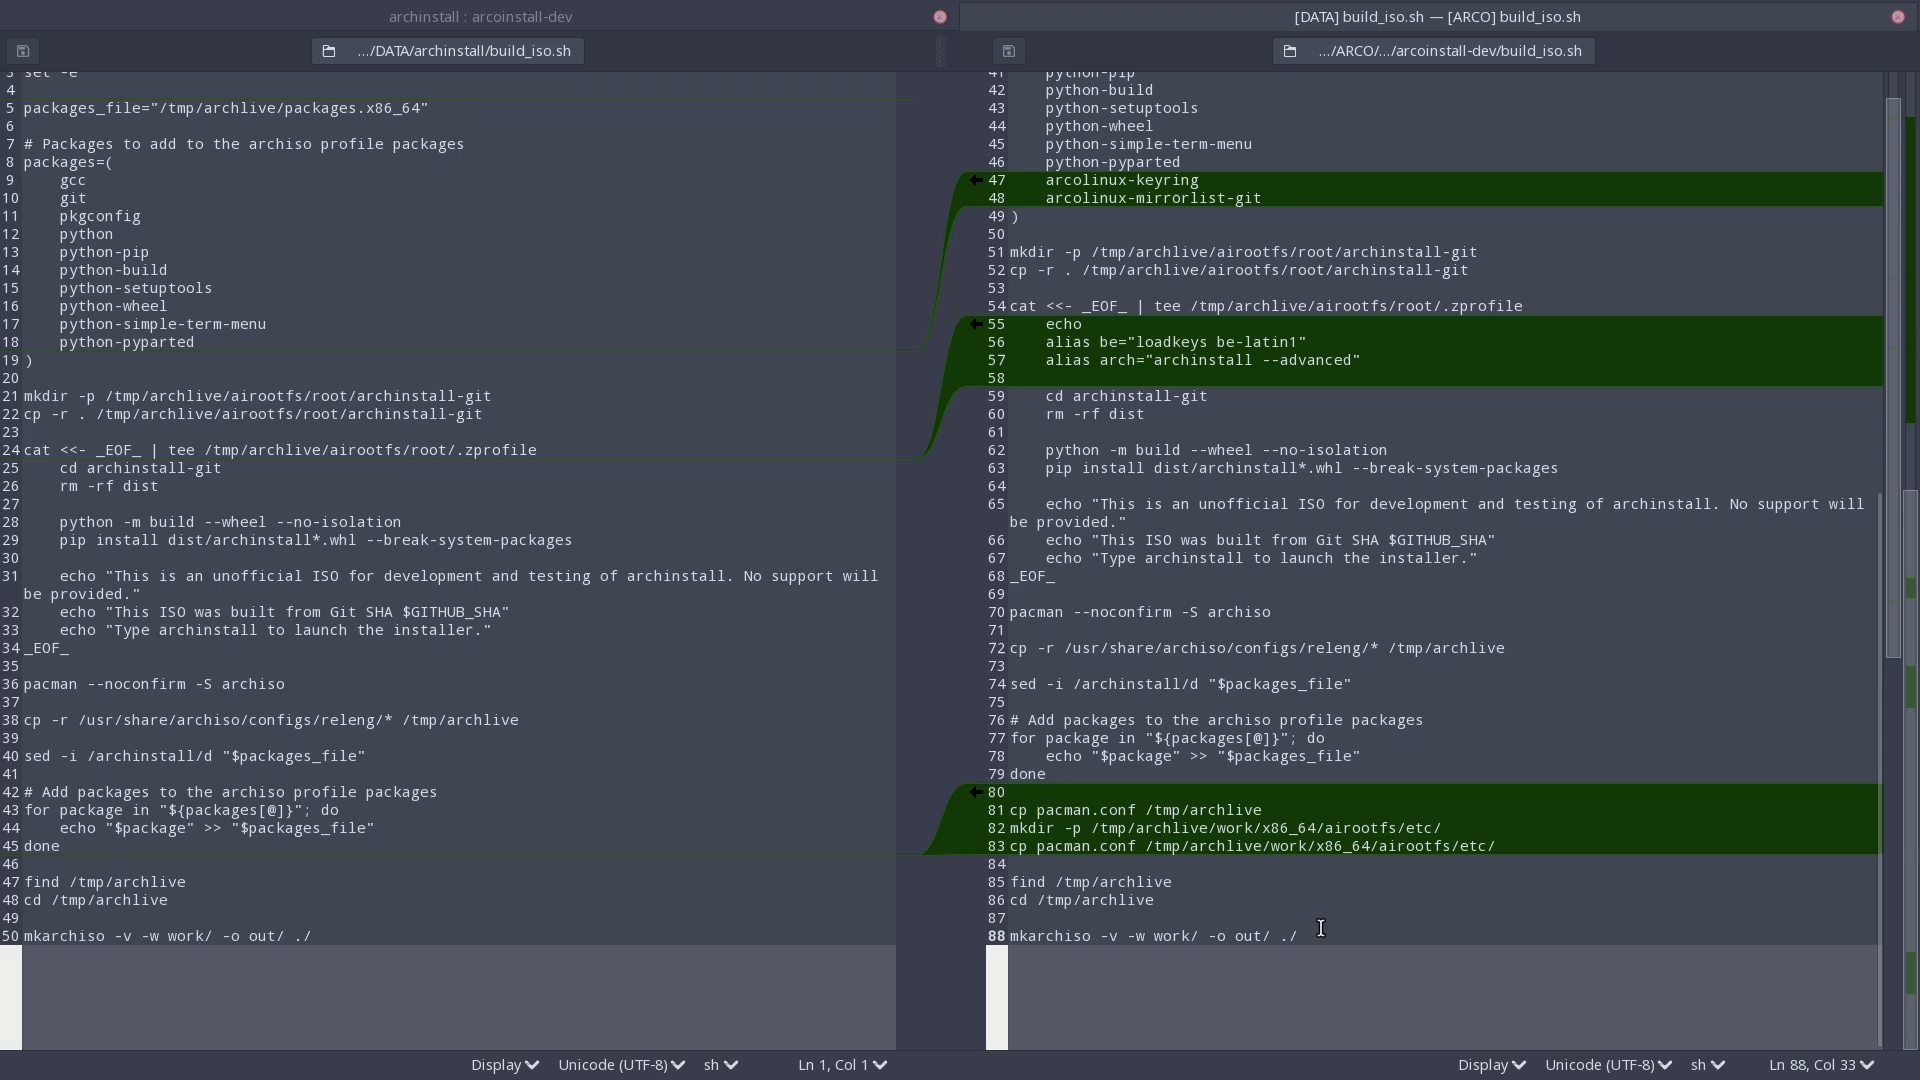 archinstall : arcoinstall-dev
[DATA] build_iso.sh — [ARCO] build_iso.sh
.../DATA/archinstall/build_iso.sh
.../ARCO/.../arcoinstall-dev/build_iso.sh
3 set -e
4
5 packages_file="/tmp/archlive/packages.x86_64"
6
7 # Packages to add to the archiso profile packages
8 packages=(
9     gcc
10     git
11     pkgconfig
12     python
13     python-pip
14     python-build
15     python-setuptools
16     python-wheel
17     python-simple-term-menu
18     python-pyparted
19 )
20
21 mkdir -p /tmp/archlive/airootfs/root/archinstall-git
22 cp -r . /tmp/archlive/airootfs/root/archinstall-git
23
24 cat <<- _EOF_ | tee /tmp/archlive/airootfs/root/.zprofile
25     cd archinstall-git
26     rm -rf dist
27
28     python -m build --wheel --no-isolation
29     pip install dist/archinstall*.whl --break-system-packages
30
31     echo "This is an unofficial ISO for development and testing of archinstall. No support will
be provided."
32     echo "This ISO was built from Git SHA $GITHUB_SHA"
33     echo "Type archinstall to launch the installer."
34 _EOF_
35
36 pacman --noconfirm -S archiso
37
38 cp -r /usr/share/archiso/configs/releng/* /tmp/archlive
39
40 sed -i /archinstall/d "$packages_file"
41
42 # Add packages to the archiso profile packages
43 for package in "${packages[@]}"; do
44     echo "$package" >> "$packages_file"
45 done
46
47 find /tmp/archlive
48 cd /tmp/archlive
49
50 mkarchiso -v -w work/ -o out/ ./
41     python-pip
42     python-build
43     python-setuptools
44     python-wheel
45     python-simple-term-menu
46     python-pyparted
47     arcolinux-keyring
48     arcolinux-mirrorlist-git
49 )
50
51 mkdir -p /tmp/archlive/airootfs/root/archinstall-git
52 cp -r . /tmp/archlive/airootfs/root/archinstall-git
53
54 cat <<- _EOF_ | tee /tmp/archlive/airootfs/root/.zprofile
55     echo
56     alias be="loadkeys be-latin1"
57     alias arch="archinstall --advanced"
58
59     cd archinstall-git
60     rm -rf dist
61
62     python -m build --wheel --no-isolation
63     pip install dist/archinstall*.whl --break-system-packages
64
65     echo "This is an unofficial ISO for development and testing of archinstall. No support will
be provided."
66     echo "This ISO was built from Git SHA $GITHUB_SHA"
67     echo "Type archinstall to launch the installer."
68 _EOF_
69
70 pacman --noconfirm -S archiso
71
72 cp -r /usr/share/archiso/configs/releng/* /tmp/archlive
73
74 sed -i /archinstall/d "$packages_file"
75
76 # Add packages to the archiso profile packages
77 for package in "${packages[@]}"; do
78     echo "$package" >> "$packages_file"
79 done
80
81 cp pacman.conf /tmp/archlive
82 mkdir -p /tmp/archlive/work/x86_64/airootfs/etc/
83 cp pacman.conf /tmp/archlive/work/x86_64/airootfs/etc/
84
85 find /tmp/archlive
86 cd /tmp/archlive
87
88 mkarchiso -v -w work/ -o out/ ./
Display Unicode (UTF-8) sh Ln 1, Col 1
Display Unicode (UTF-8) sh Ln 88, Col 33